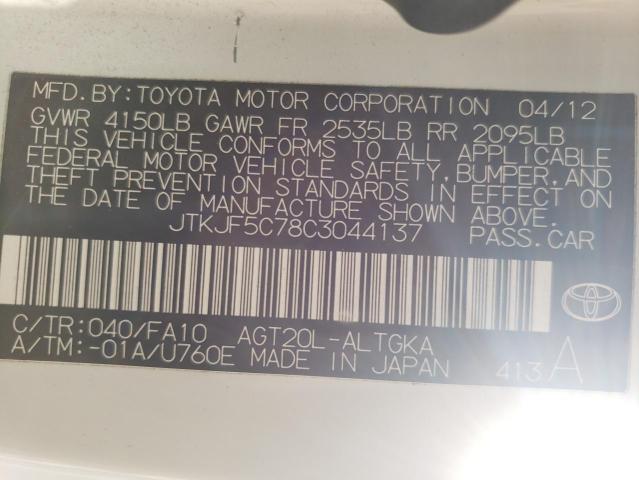 MFD.BY:TOYOTA MOTOR CORPORATION 04/12
GVWR 4150LB GAWR FR 2535LB RR 2095LB
THIS VEHICLE CONFORMS TO ALL APPLICABLE
FEDERAL MOTOR VEHICLE SAFETY,BUMPER,AND
THEFT PREVENTION STANDARDS IN EFFECT ON
THE DATE OF MANUFACTURE SHOWN ABOVE.
JTKJF5C78C3044137 PASS.CAR
C/TR:040/FA10 AGT20L-ALTGKA
A/TM:-01A/U760E MADE IN JAPAN 413 A